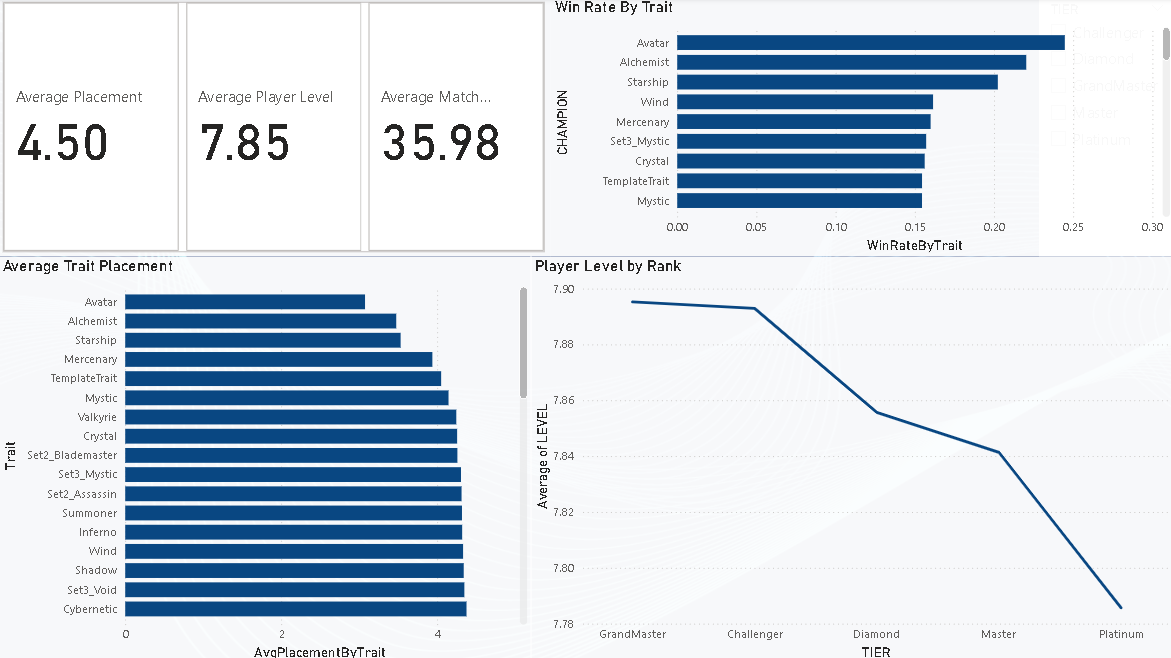 Average Placement
4.50
Average Player Level
7.85
Average Match...
35.98
Win Rate By Trait
CHAMPION
Avatar
Alchemist
Starship
Wind
Mercenary
Set3_Mystic
Crystal
TemplateTrait
Mystic
0.00 0.05 0.10 0.15 0.20 0.25 0.30
WinRateByTrait
TIER
Challenger
Diamond
GrandMaster
Master
Platinum
Average Trait Placement
Trait
Avatar
Alchemist
Starship
Mercenary
TemplateTrait
Mystic
Valkyrie
Crystal
Set2_Blademaster
Set3_Mystic
Set2_Assassin
Summoner
Inferno
Wind
Shadow
Set3_Void
Cybernetic
0 2 4
AvgPlacementByTrait
Player Level by Rank
Average of LEVEL
7.90
7.88
7.86
7.84
7.82
7.80
7.78
GrandMaster Challenger Diamond Master Platinum
TIER